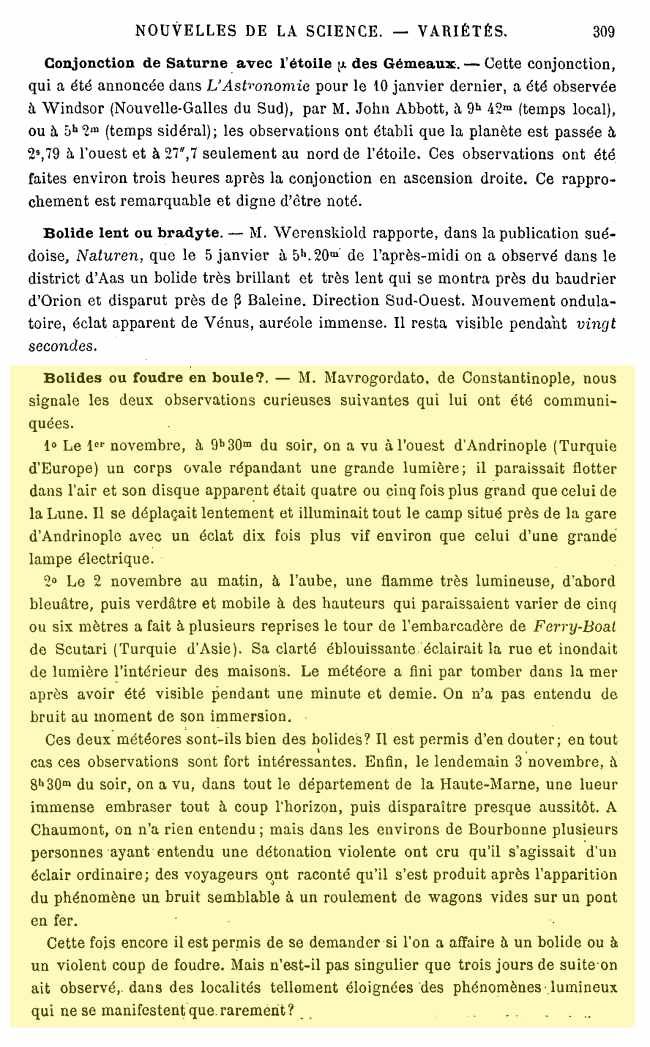 NOUVELLES DE LA SCIENCE. — VARIÉTÉS. 309
Conjonction de Saturne avec l'étoile μ des Gémeaux. — Cette conjonction,
qui a été annoncée dans L'Astronomie pour le 10 janvier dernier, a été observée
à Windsor (Nouvelle-Galles du Sud), par M. John Abbott, à 9ʰ 42ᵐ (temps local),
ou à 5ʰ 2ᵐ (temps sidéral); les observations ont établi que la planète est passée à
2ˢ,79 à l'ouest et à 27″,7 seulement au nord de l'étoile. Ces observations ont été
faites environ trois heures après la conjonction en ascension droite. Ce rappro-
chement est remarquable et digne d'être noté.
Bolide lent ou bradyte. — M. Werenskiold rapporte, dans la publication sué-
doise, Naturen, que le 5 janvier à 5ʰ.20ᵐ de l'après-midi on a observé dans le
district d'Aas un bolide très brillant et très lent qui se montra près du baudrier
d'Orion et disparut près de β Baleine. Direction Sud-Ouest. Mouvement ondula-
toire, éclat apparent de Vénus, auréole immense. Il resta visible pendant vingt
secondes.
Bolides ou foudre en boule?. — M. Mavrogordato, de Constantinople, nous
signale les deux observations curieuses suivantes qui lui ont été communi-
quées.
1º Le 1ᵉʳ novembre, à 9ʰ30ᵐ du soir, on a vu à l'ouest d'Andrinople (Turquie
d'Europe) un corps ovale répandant une grande lumière; il paraissait flotter
dans l'air et son disque apparent était quatre ou cinq fois plus grand que celui de
la Lune. Il se déplaçait lentement et illuminait tout le camp situé près de la gare
d'Andrinople avec un éclat dix fois plus vif environ que celui d'une grande
lampe électrique.
2º Le 2 novembre au matin, à l'aube, une flamme très lumineuse, d'abord
bleuâtre, puis verdâtre et mobile à des hauteurs qui paraissaient varier de cinq
ou six mètres a fait à plusieurs reprises le tour de l'embarcadère de Ferry-Boat
de Scutari (Turquie d'Asie). Sa clarté éblouissante éclairait la rue et inondait
de lumière l'intérieur des maisons. Le météore a fini par tomber dans la mer
après avoir été visible pendant une minute et demie. On n'a pas entendu de
bruit au moment de son immersion.
Ces deux météores sont-ils bien des bolides? Il est permis d'en douter; en tout
cas ces observations sont fort intéressantes. Enfin, le lendemain 3 novembre, à
8ʰ30ᵐ du soir, on a vu, dans tout le département de la Haute-Marne, une lueur
immense embraser tout à coup l'horizon, puis disparaître presque aussitôt. A
Chaumont, on n'a rien entendu; mais dans les environs de Bourbonne plusieurs
personnes ayant entendu une détonation violente ont cru qu'il s'agissait d'un
éclair ordinaire; des voyageurs ont raconté qu'il s'est produit après l'apparition
du phénomène un bruit semblable à un roulement de wagons vides sur un pont
en fer.
Cette fois encore il est permis de se demander si l'on a affaire à un bolide ou à
un violent coup de foudre. Mais n'est-il pas singulier que trois jours de suite on
ait observé, dans des localités tellement éloignées des phénomènes lumineux
qui ne se manifestent que rarement?